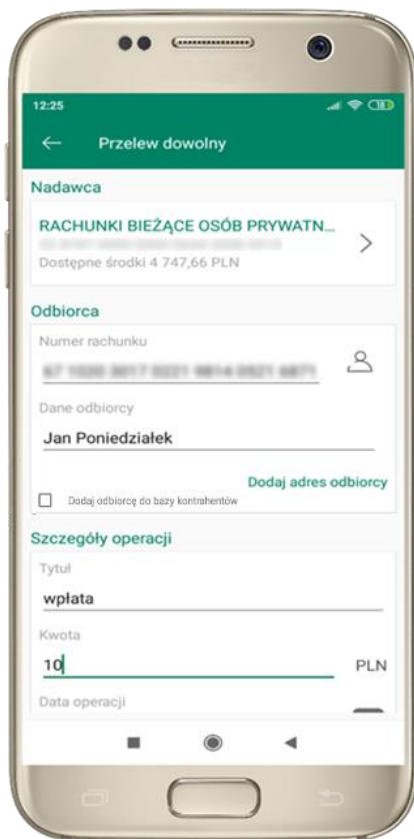 12:25
18
Przelew dowolny
Nadawca
RACHUNKI BIEŻĄCE OSÓB PRYWATN...
Dostępne środki 4 747,66 PLN
Odbiorca
Numer rachunku
Dane odbiorcy
Jan Poniedziałek
Dodaj adres odbiorcy
Dodaj odbiorcę do bazy kontrahentów
Szczegóły operacji
Tytuł
wpłata
Kwota
10 PLN
Data operacji